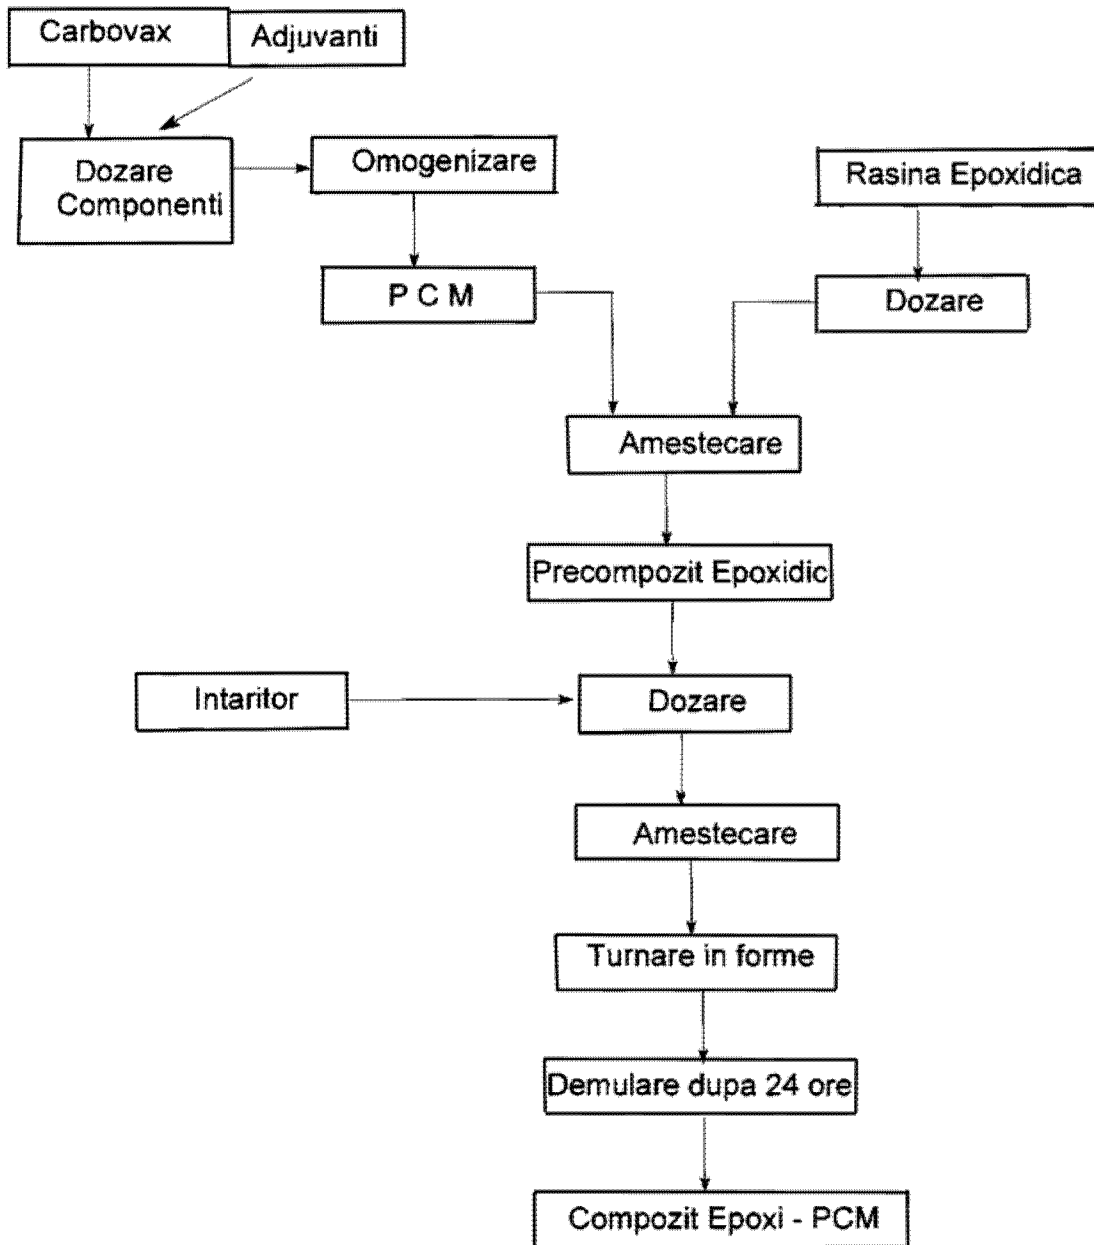 Carbovax
Adjuvanti
Dozare
Componenti
Omogenizare
Rasina Epoxidica
P C M
Dozare
Amestecare
Precompozit Epoxidic
Intaritor
Dozare
Amestecare
Turnare in forme
Demulare dupa 24 ore
Compozit Epoxi - PCM